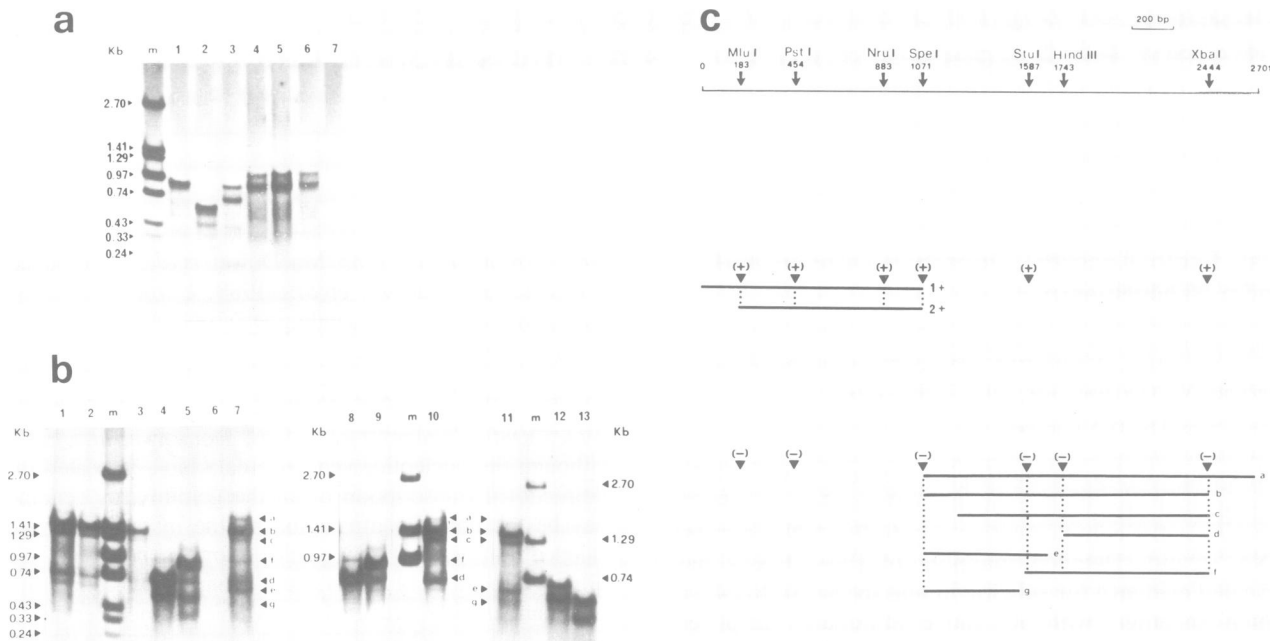 a
Kb m 1 2 3 4 5 6 7
2.70
1.41
1.29
0.97
0.74
0.43
0.33
0.24
b
1 2 m 3 4 5 6 7
Kb
2.70
1.41
1.29
0.97
0.74
0.43
0.33
0.24
b
d
e
g
8 9 m 10
Kb
2.70
1.41
0.97
11 m 12 13
Kb
b
c
f
d
e
g
2.70
1.29
0.74
c
200 bp
Mlu I Pst I Nru I Spe I Stu I Hind III Xba I
0 183 454 883 1071 1587 1743 2444 2701
(+) (+) (+) (+) (+) (+)
1+
2+
(−) (−) (−) (−) (−) (−)
a
b
c
d
e
f
g